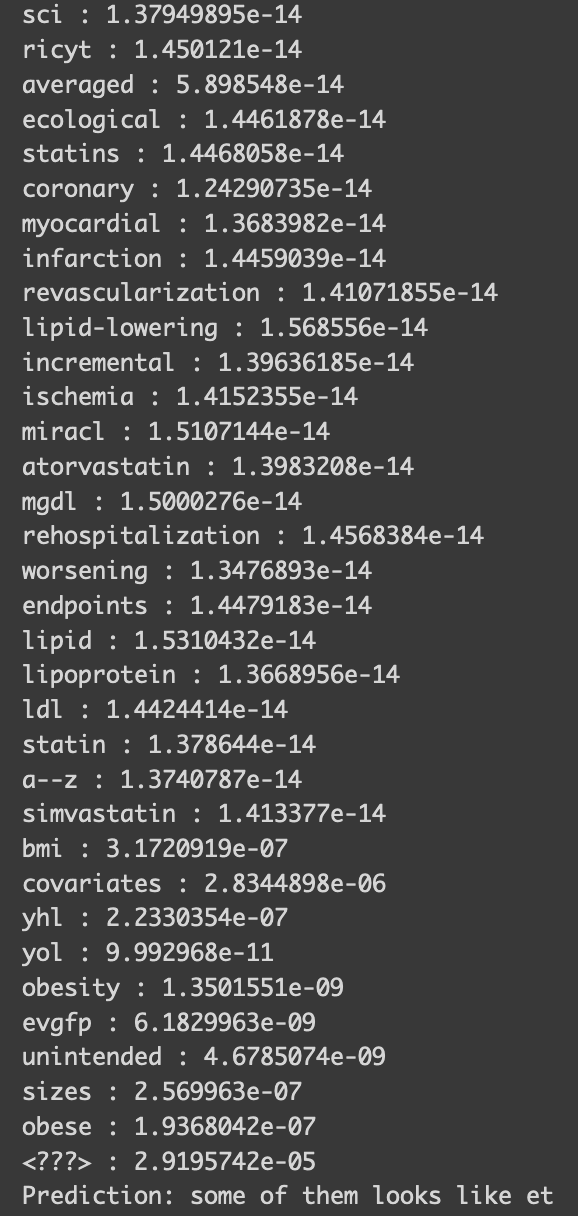 sci : 1.37949895e-14
ricyt : 1.450121e-14
averaged : 5.898548e-14
ecological : 1.4461878e-14
statins : 1.4468058e-14
coronary : 1.24290735e-14
myocardial : 1.3683982e-14
infarction : 1.4459039e-14
revascularization : 1.41071855e-14
lipid-lowering : 1.568556e-14
incremental : 1.39636185e-14
ischemia : 1.4152355e-14
miracl : 1.5107144e-14
atorvastatin : 1.3983208e-14
mgdl : 1.5000276e-14
rehospitalization : 1.4568384e-14
worsening : 1.3476893e-14
endpoints : 1.4479183e-14
lipid : 1.5310432e-14
lipoprotein : 1.3668956e-14
ldl : 1.4424414e-14
statin : 1.378644e-14
a--z : 1.3740787e-14
simvastatin : 1.413377e-14
bmi : 3.1720919e-07
covariates : 2.8344898e-06
yhl : 2.2330354e-07
yol : 9.992968e-11
obesity : 1.3501551e-09
evgfp : 6.1829963e-09
unintended : 4.6785074e-09
sizes : 2.569963e-07
obese : 1.9368042e-07
<???> : 2.9195742e-05
Prediction: some of them looks like et